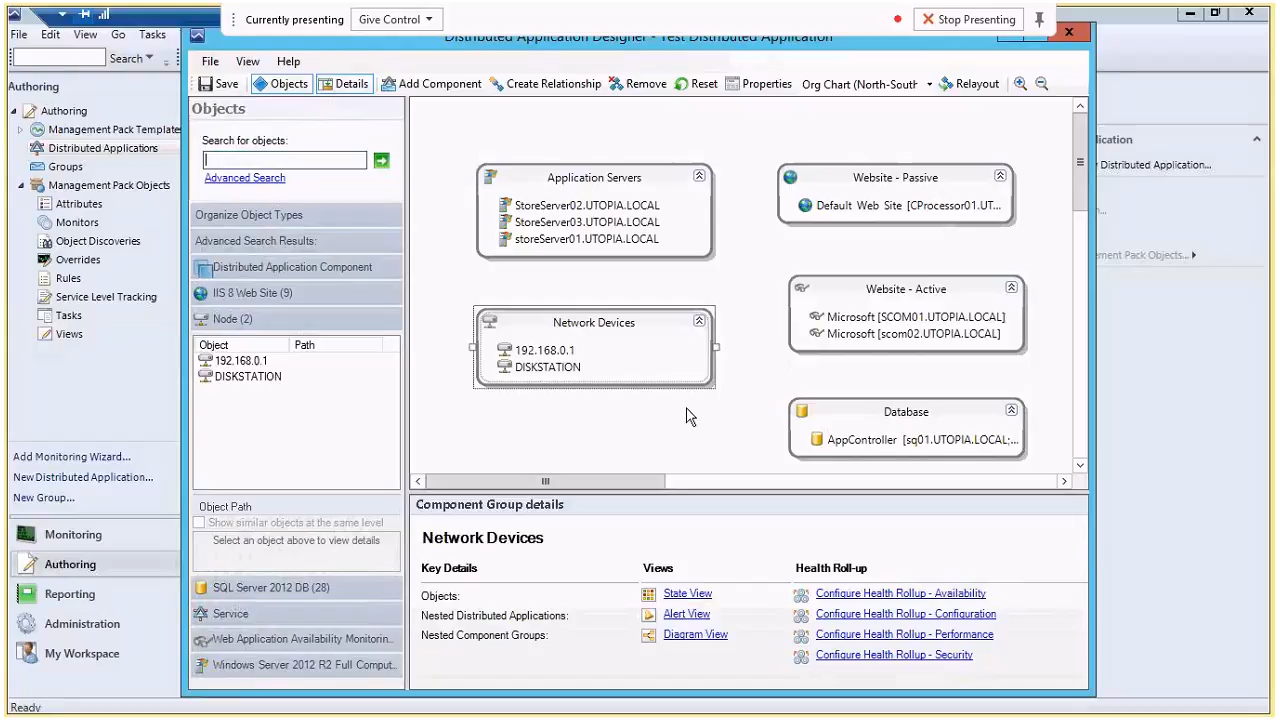 Currently presenting
Give Control
Stop Presenting
File Edit View Go Tasks
Search
Authoring
Authoring
Management Pack Templates
Distributed Applications
Groups
Management Pack Objects
Attributes
Monitors
Object Discoveries
Overrides
Rules
Service Level Tracking
Tasks
Views
Add Monitoring Wizard...
New Distributed Application...
New Group...
Monitoring
Authoring
Reporting
Administration
My Workspace
Ready
Distributed Application Designer - Test Distributed Application
File View Help
Save Objects Details Add Component Create Relationship Remove Reset Properties Org Chart (North-South Relayout
Objects
Search for objects:
Advanced Search
Organize Object Types
Advanced Search Results:
Distributed Application Component
IIS 8 Web Site (9)
Node (2)
Object Path
192.168.0.1
DISKSTATION
Object Path
Show similar objects at the same level
Select an object above to view details
SQL Server 2012 DB (28)
Service
Web Application Availability Monitorin...
Windows Server 2012 R2 Full Comput...
Application Servers
StoreServer02.UTOPIA.LOCAL
StoreServer03.UTOPIA.LOCAL
storeServer01.UTOPIA.LOCAL
Network Devices
192.168.0.1
DISKSTATION
Website - Passive
Default Web Site [CProcessor01.UT...
Website - Active
Microsoft [SCOM01.UTOPIA.LOCAL]
Microsoft [scom02.UTOPIA.LOCAL]
Database
AppController [sq01.UTOPIA.LOCAL;...
Component Group details
Network Devices
Key Details
Objects:
Nested Distributed Applications:
Nested Component Groups:
Views
State View
Alert View
Diagram View
Health Roll-up
Configure Health Rollup - Availability
Configure Health Rollup - Configuration
Configure Health Rollup - Performance
Configure Health Rollup - Security
plication
Distributed Application...
ment Pack Objects...